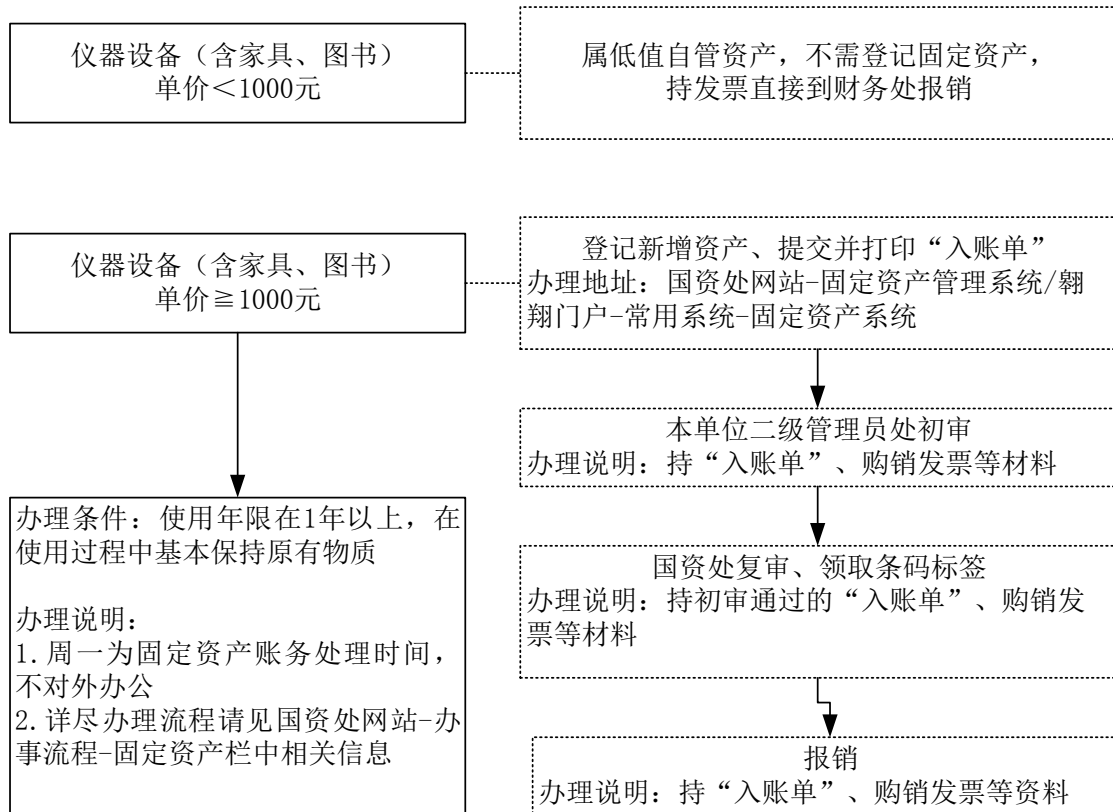 仪器设备（含家具、图书）
单价＜1000元
属低值自管资产，不需登记固定资产，
持发票直接到财务处报销
仪器设备（含家具、图书）
单价≧1000元
登记新增资产、提交并打印“入账单”
办理地址：国资处网站-固定资产管理系统/翱
翔门户-常用系统-固定资产系统
本单位二级管理员处初审
办理说明：持“入账单”、购销发票等材料
办理条件：使用年限在1年以上，在
使用过程中基本保持原有物质
办理说明：
1.周一为固定资产账务处理时间，
不对外办公
2.详尽办理流程请见国资处网站-办
事流程-固定资产栏中相关信息
国资处复审、领取条码标签
办理说明：持初审通过的“入账单”、购销发
票等材料
报销
办理说明：持“入账单”、购销发票等资料